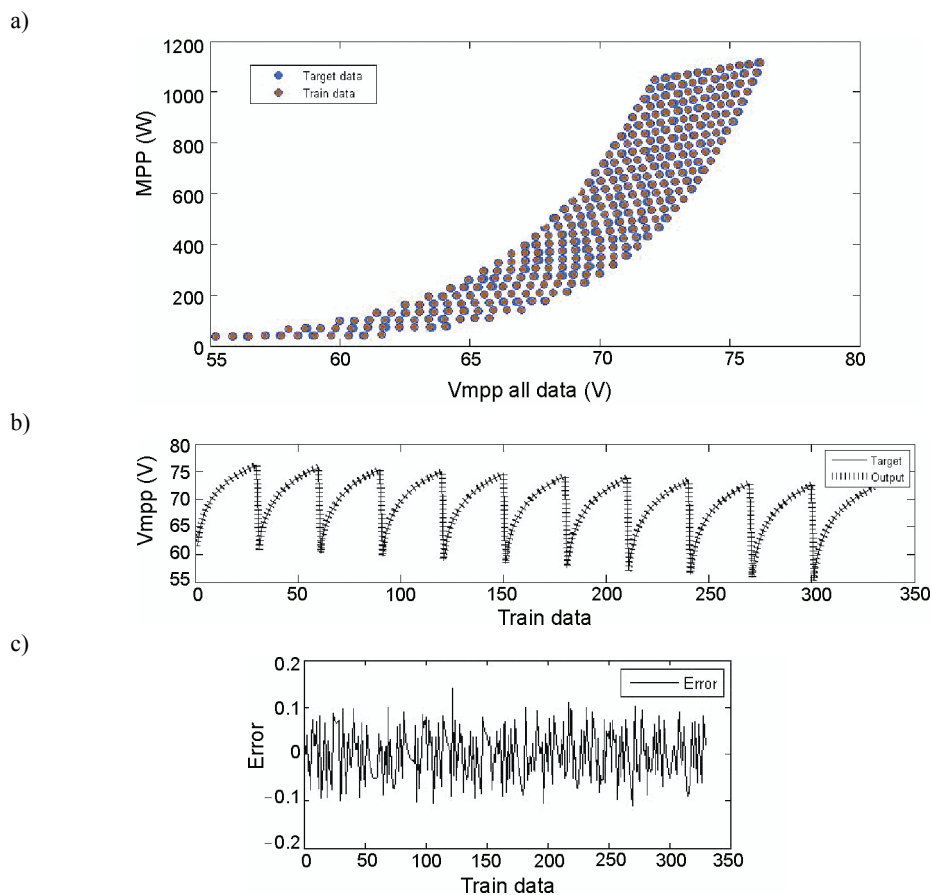 a)
1200
1000
800
600
400
200
0
MPP (W)
Target data
Train data
55 60 65 70 75 80
Vmpp all data (V)
b)
80
75
70
65
60
55
Vmpp (V)
Target
Output
0 50 100 150 200 250 300 350
Train data
c)
0.2
0.1
0
−0.1
−0.2
Error
Error
0 50 100 150 200 250 300 350
Train data